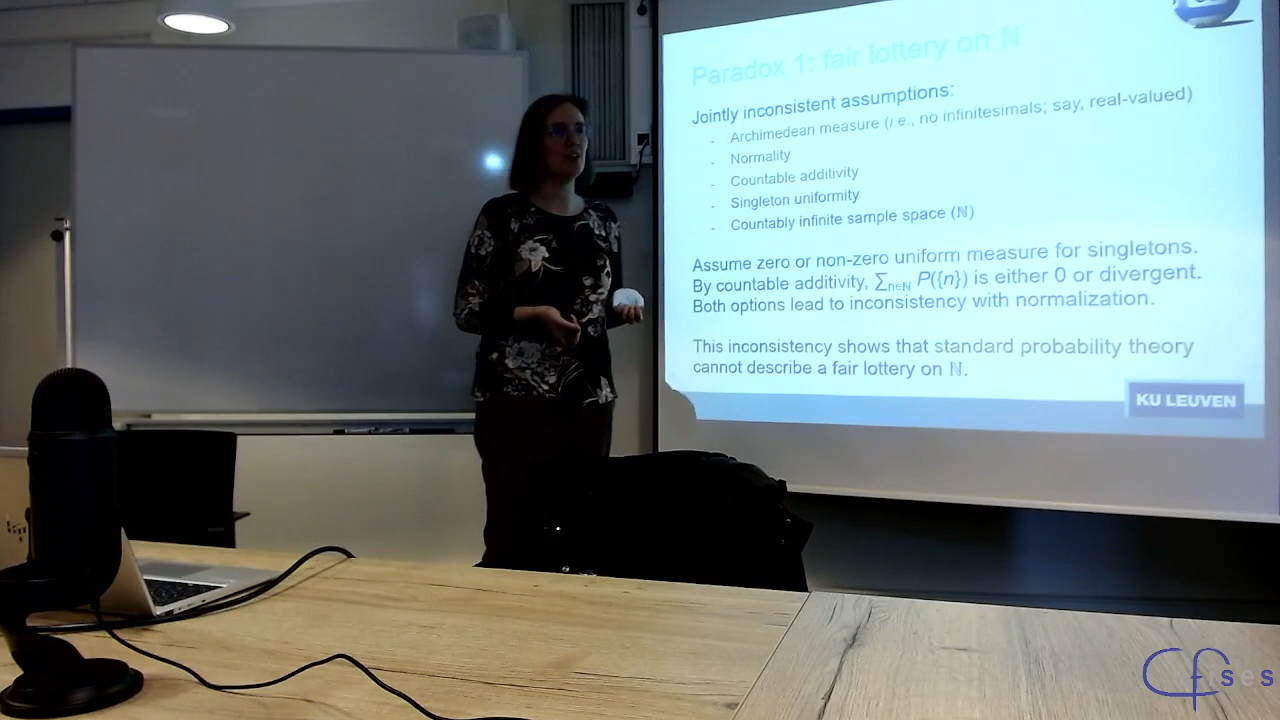 Paradox 1: fair lottery on ℕ
Jointly inconsistent assumptions:
- Archimedean measure (i.e., no infinitesimals; say, real-valued)
- Normality
- Countable additivity
- Singleton uniformity
- Countably infinite sample space (ℕ)
Assume zero or non-zero uniform measure for singletons.
By countable additivity, ∑n∈ℕ P({n}) is either 0 or divergent.
Both options lead to inconsistency with normalization.
This inconsistency shows that standard probability theory
cannot describe a fair lottery on ℕ.
KU LEUVEN
Cfses